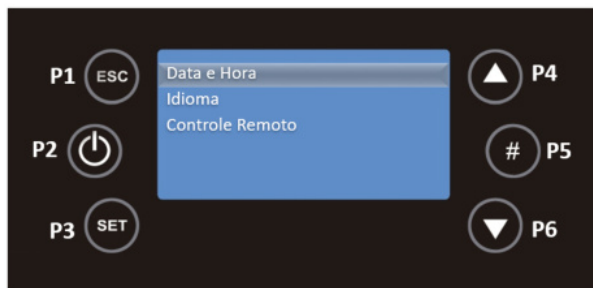 P1 ESC
Data e Hora
Idioma
Controle Remoto
P4
P2
# P5
P3 SET
P6